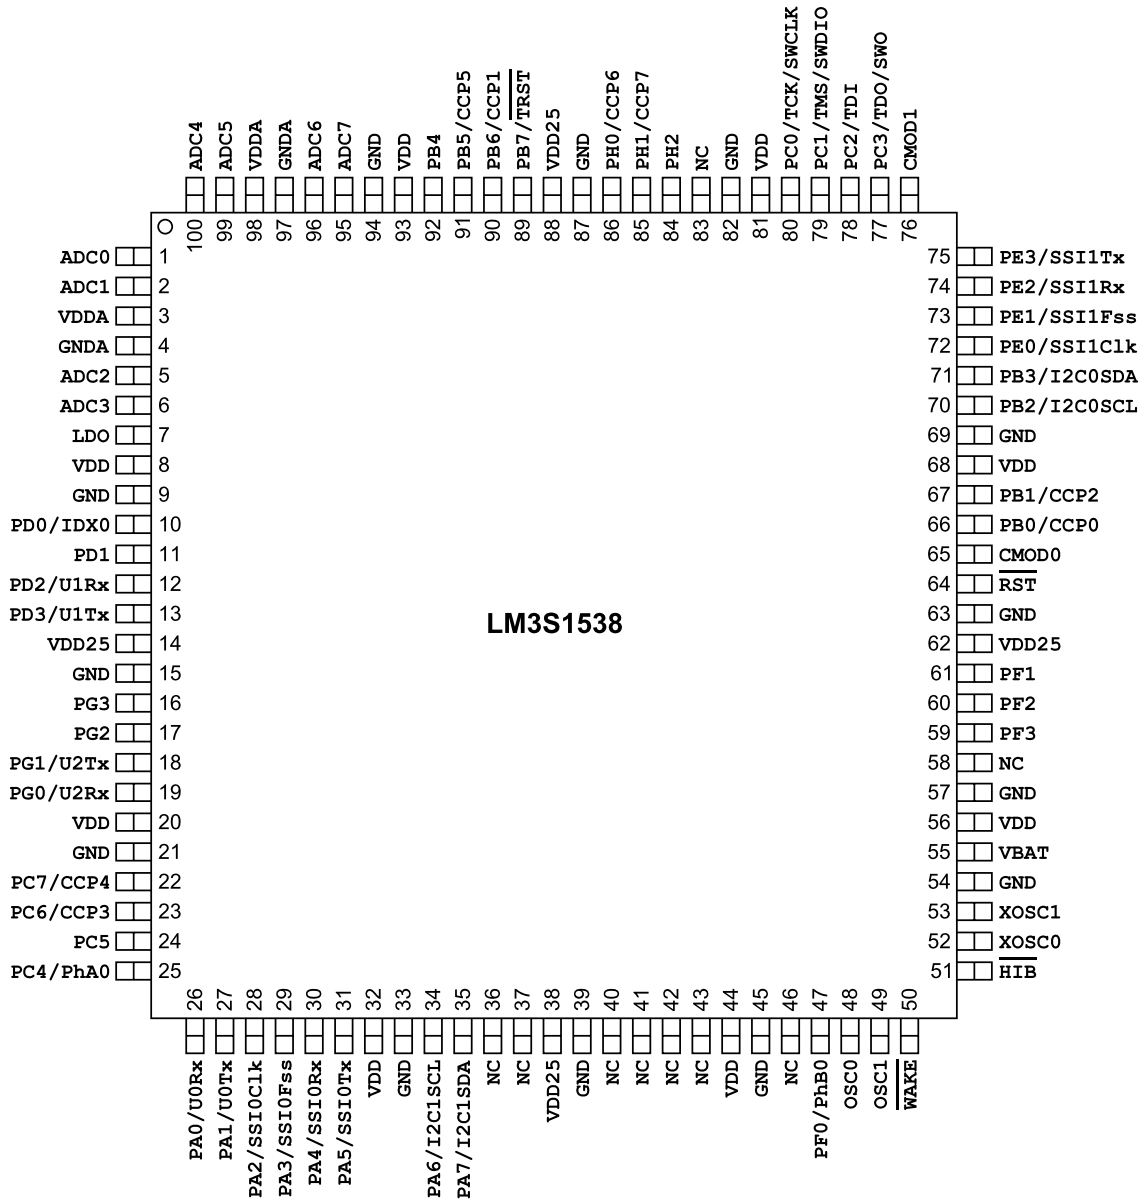 ADC4
ADC5
VDDA
GNDA
ADC6
ADC7
GND
VDD
PB4
PB5/CCP5
PB6/CCP1
PB7/TRST
VDD25
GND
PH0/CCP6
PH1/CCP7
PH2
NC
GND
VDD
PC0/TCK/SWCLK
PC1/TMS/SWDIO
PC2/TDI
PC3/TDO/SWO
CMOD1
100
99
98
97
96
95
94
93
92
91
90
89
88
87
86
85
84
83
82
81
80
79
78
77
76
ADC0 1
ADC1 2
VDDA 3
GNDA 4
ADC2 5
ADC3 6
LDO 7
VDD 8
GND 9
PD0/IDX0 10
PD1 11
PD2/U1Rx 12
PD3/U1Tx 13
VDD25 14
GND 15
PG3 16
PG2 17
PG1/U2Tx 18
PG0/U2Rx 19
VDD 20
GND 21
PC7/CCP4 22
PC6/CCP3 23
PC5 24
PC4/PhA0 25
LM3S1538
75 PE3/SSI1Tx
74 PE2/SSI1Rx
73 PE1/SSI1Fss
72 PE0/SSI1Clk
71 PB3/I2C0SDA
70 PB2/I2C0SCL
69 GND
68 VDD
67 PB1/CCP2
66 PB0/CCP0
65 CMOD0
64 RST
63 GND
62 VDD25
61 PF1
60 PF2
59 PF3
58 NC
57 GND
56 VDD
55 VBAT
54 GND
53 XOSC1
52 XOSC0
51 HIB
26
27
28
29
30
31
32
33
34
35
36
37
38
39
40
41
42
43
44
45
46
47
48
49
50
PA0/U0Rx
PA1/U0Tx
PA2/SSI0Clk
PA3/SSI0Fss
PA4/SSI0Rx
PA5/SSI0Tx
VDD
GND
PA6/I2C1SCL
PA7/I2C1SDA
NC
NC
VDD25
GND
NC
NC
NC
NC
VDD
GND
NC
PF0/PhB0
OSC0
OSC1
WAKE